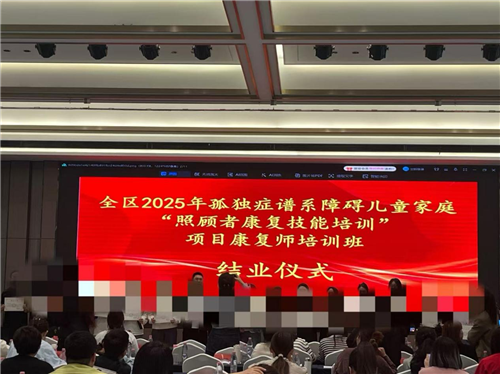 全区2025年孤独症谱系障碍儿童家庭
“照顾者康复技能培训”
项目康复师培训班
结业仪式